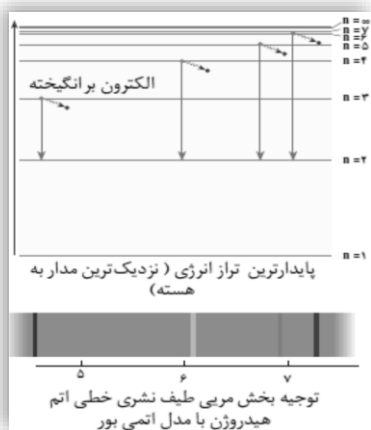 n = ∞
n = ۷
n = ۶
n = ۵
n = ۴
الکترون برانگیخته
n = ۳
n = ۲
n = ۱
پایدارترین تراز انرژی ( نزدیک‌ترین مدار به
هسته)
۵ ۶ ۷
توجیه بخش مریی طیف نشری خطی اتم
هیدروژن با مدل اتمی بور